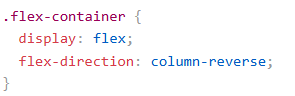 .flex-container {
  display: flex;
  flex-direction: column-reverse;
}